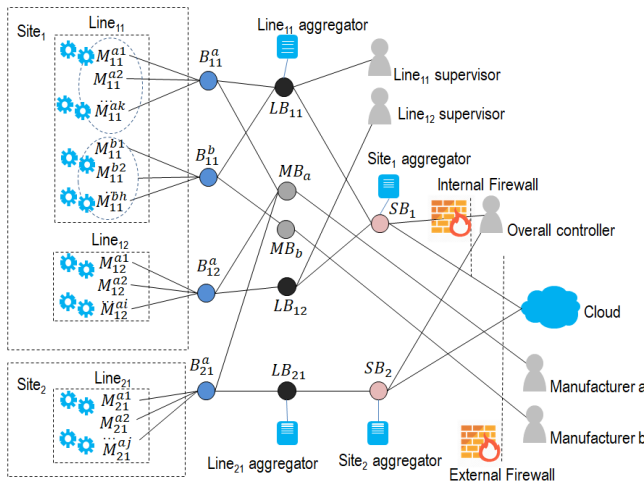 Site₁
Line₁₁
M₁₁ᵃ¹
M₁₁ᵃ²
...
M₁₁ᵃᵏ
M₁₁ᵇ¹
M₁₁ᵇ²
...
M₁₁ᵇʰ
Line₁₂
M₁₂ᵃ¹
M₁₂ᵃ²
...
M₁₂ᵃⁱ
Site₂
Line₂₁
M₂₁ᵃ¹
M₂₁ᵃ²
...
M₂₁ᵃʲ
B₁₁ᵃ
B₁₁ᵇ
B₁₂ᵃ
B₂₁ᵃ
Line₁₁ aggregator
LB₁₁
MBₐ
MB_b
LB₁₂
LB₂₁
Line₂₁ aggregator
Line₁₁ supervisor
Line₁₂ supervisor
Site₁ aggregator
SB₁
SB₂
Site₂ aggregator
Internal Firewall
Overall controller
Cloud
Manufacturer a
Manufacturer b
External Firewall